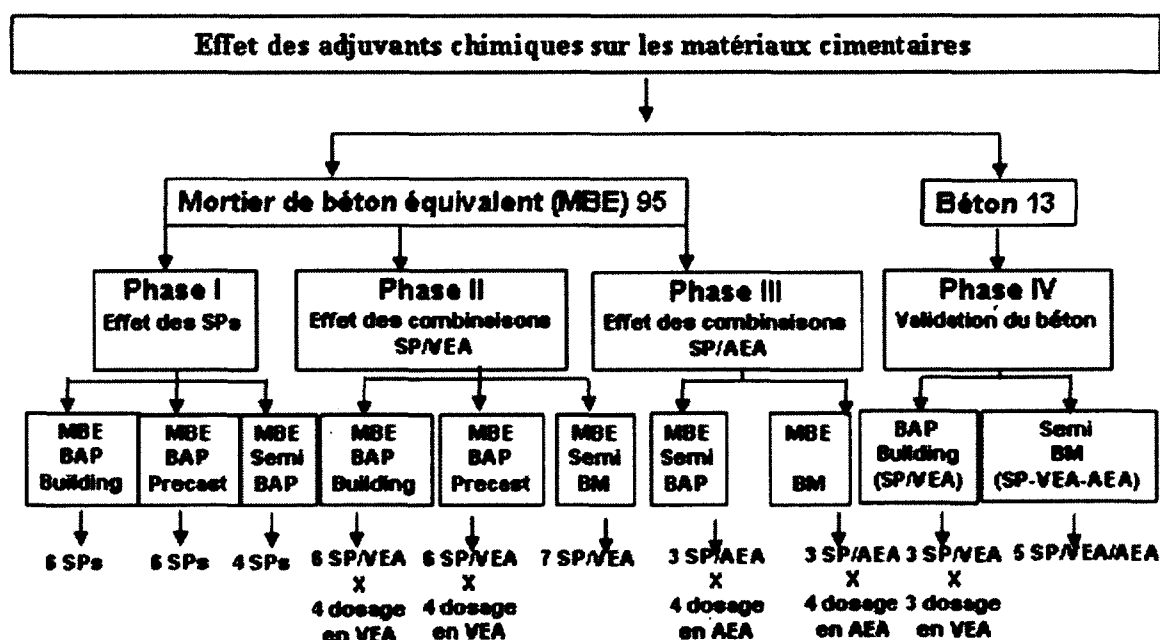 Effet des adjuvants chimiques sur les matériaux cimentaires
Mortier de béton équivalent (MBE) 95
Béton 13
Phase I
Effet des SPs
Phase II
Effet des combinaisons
SP/VEA
Phase III
Effet des combinaisons
SP/AEA
Phase IV
Validation du béton
MBE
BAP
Building
MBE
BAP
Precast
MBE
Semi
BAP
MBE
BAP
Building
MBE
BAP
Precast
MBE
Semi
BM
MBE
Semi
BAP
MBE
BM
BAP
Building
(SP/VEA)
Semi
BM
(SP-VEA-AEA)
6 SPs
6 SPs
4 SPs
6 SP/VEA
X
4 dosage
en VEA
6 SP/VEA
X
4 dosage
en VEA
7 SP/VEA
3 SP/AEA
X
4 dosage
en AEA
3 SP/AEA
X
4 dosage
en AEA
3 SP/VEA
X
3 dosage
en VEA
5 SP/VEA/AEA